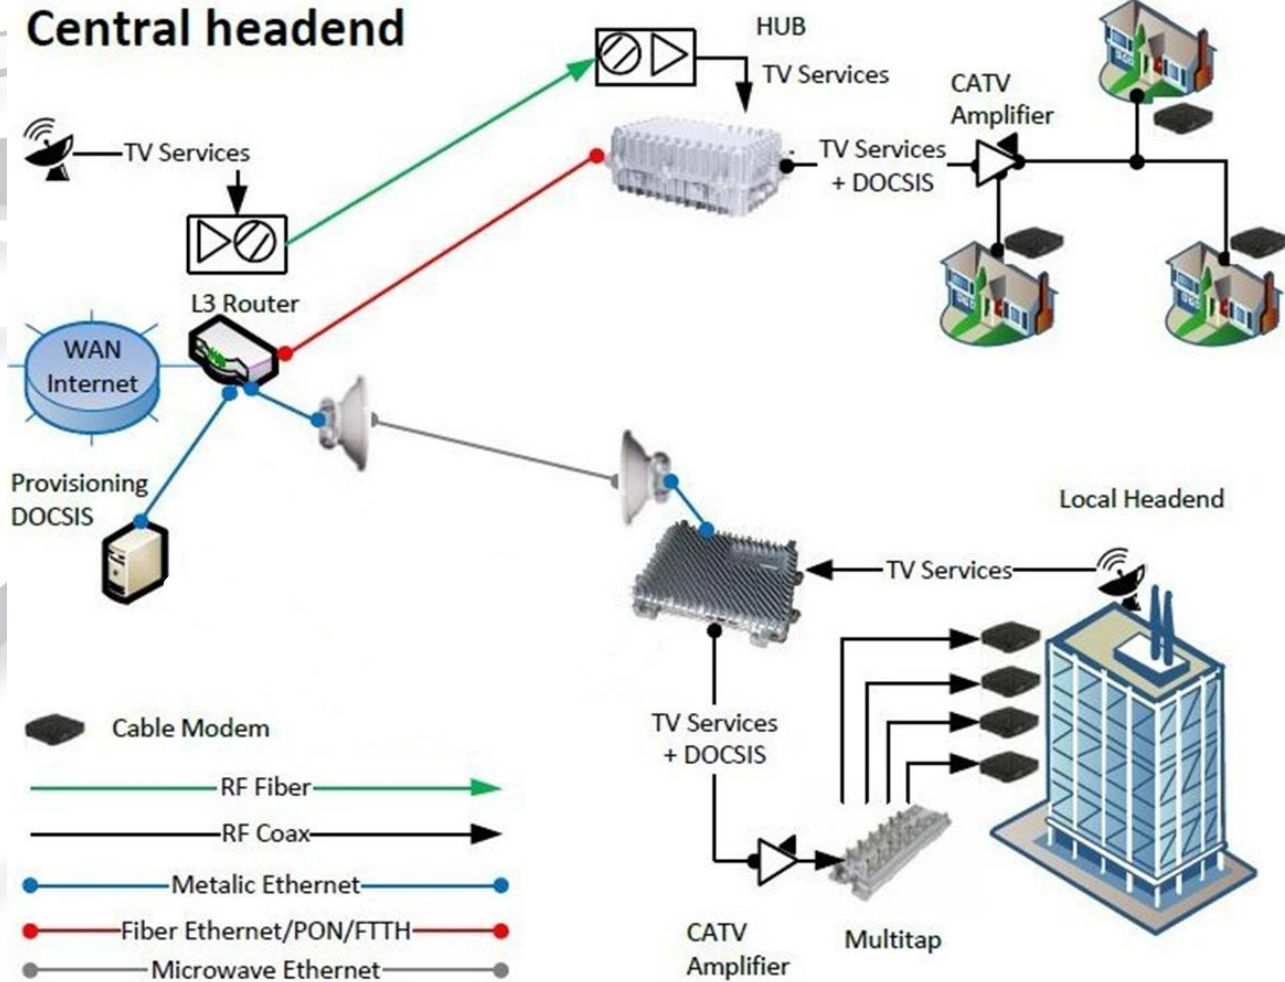 Central headend
HUB
TV Services
CATV
Amplifier
TV Services
TV Services
+ DOCSIS
L3 Router
WAN
Internet
Provisioning
DOCSIS
Local Headend
TV Services
TV Services
+ DOCSIS
Cable Modem
RF Fiber
RF Coax
Metalic Ethernet
Fiber Ethernet/PON/FTTH
Microwave Ethernet
CATV
Amplifier
Multitap